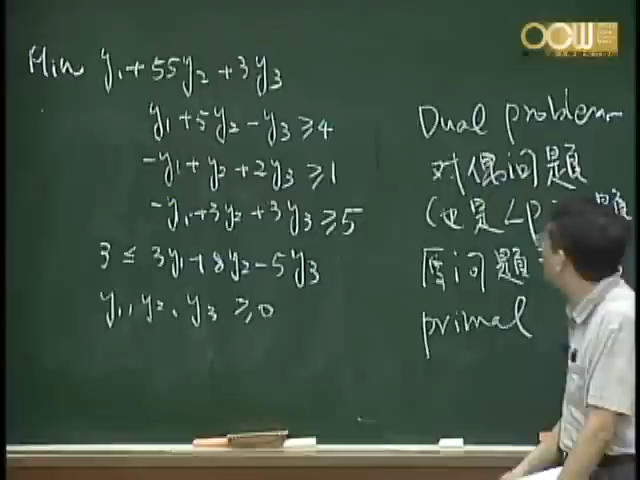 Min y₁+55y₂+3y₃
y₁+5y₂-y₃≥4
-y₁+y₂+2y₃≥1
-y₁+3y₂+3y₃≥5
3≤3y₁+8y₂-5y₃
y₁,y₂,y₃≥0
Dual problem
对偶问题
(也是LP问题
原问题
primal
OCW